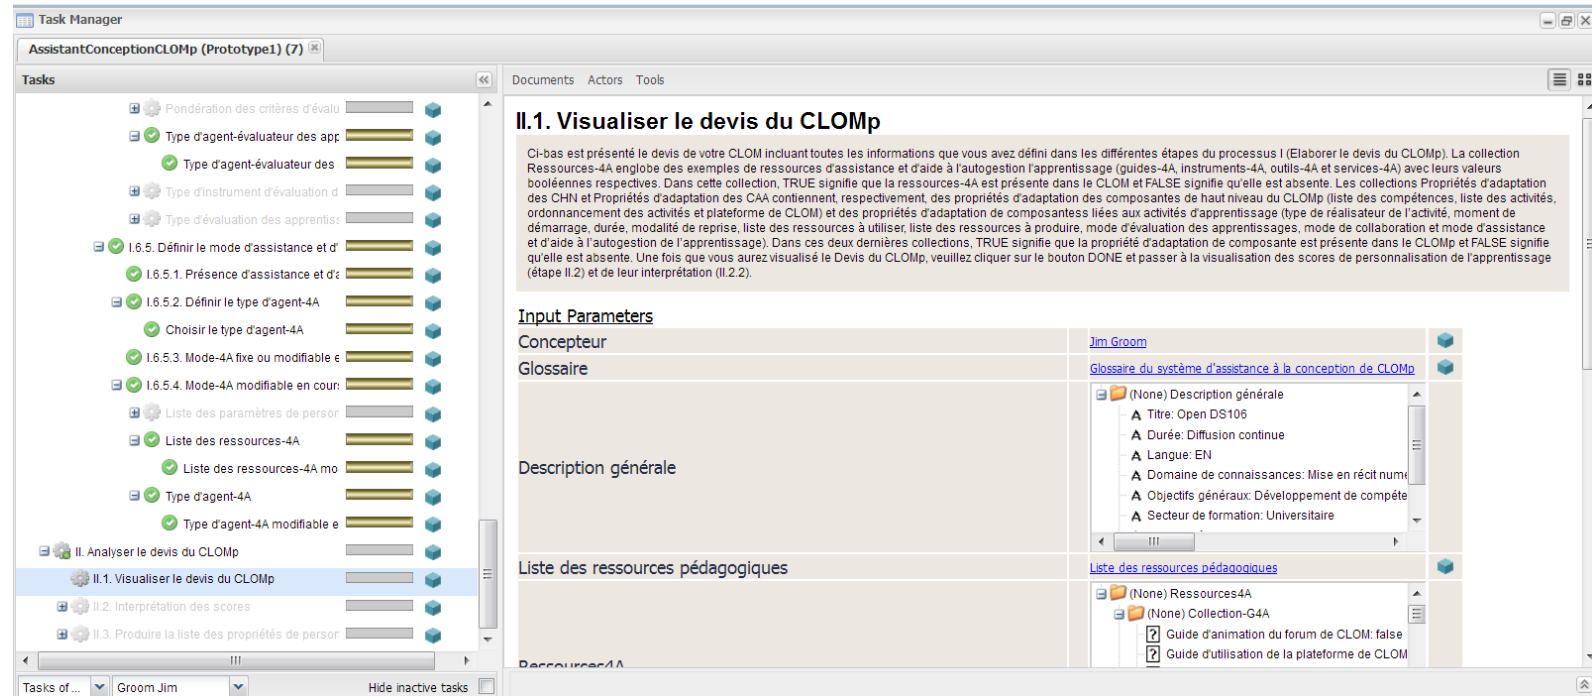 Task Manager
AssistantConceptionCLOMp (Prototype1) (7)
Tasks
Pondération des critères d'évalu
Type d'agent-évaluateur des app
Type d'agent-évaluateur des
Type d'instrument d'évaluation d
Type d'évaluation des apprentis
I.6.5. Définir le mode d'assistance et d'
I.6.5.1. Présence d'assistance et d'a
I.6.5.2. Définir le type d'agent-4A
Choisir le type d'agent-4A
I.6.5.3. Mode-4A fixe ou modifiable e
I.6.5.4. Mode-4A modifiable en cour
Liste des paramètres de person
Liste des ressources-4A
Liste des ressources-4A mo
Type d'agent-4A
Type d'agent-4A modifiable e
II. Analyser le devis du CLOMp
II.1. Visualiser le devis du CLOMp
II.2. Interprétation des scores
II.3. Produire la liste des propriétés de person
Tasks of ...
Groom Jim
Hide inactive tasks
Documents Actors Tools
II.1. Visualiser le devis du CLOMp
Ci-bas est présenté le devis de votre CLOM incluant toutes les informations que vous avez défini dans les différentes étapes du processus I (Elaborer le devis du CLOMp). La collection
Ressources-4A englobe des exemples de ressources d'assistance et d'aide à l'autogestion l'apprentissage (guides-4A, instruments-4A, outils-4A et services-4A) avec leurs valeurs
booléennes respectives. Dans cette collection, TRUE signifie que la ressources-4A est présente dans le CLOM et FALSE signifie qu'elle est absente. Les collections Propriétés d'adaptation
des CHN et Propriétés d'adaptation des CAA contiennent, respectivement, des propriétés d'adaptation des composantes de haut niveau du CLOMp (liste des compétences, liste des activités,
ordonnancement des activités et plateforme de CLOM) et des propriétés d'adaptation de composantess liées aux activités d'apprentissage (type de réalisateur de l'activité, moment de
démarrage, durée, modalité de reprise, liste des ressources à utiliser, liste des ressources à produire, mode d'évaluation des apprentissages, mode de collaboration et mode d'assistance
et d'aide à l'autogestion de l'apprentissage). Dans ces deux dernières collections, TRUE signifie que la propriété d'adaptation de composante est présente dans le CLOMp et FALSE signifie
qu'elle est absente. Une fois que vous aurez visualisé le Devis du CLOMp, veuillez cliquer sur le bouton DONE et passer à la visualisation des scores de personnalisation de l'apprentissage
(étape II.2) et de leur interprétation (II.2.2).
Input Parameters
Concepteur
Jim Groom
Glossaire
Glossaire du système d'assistance à la conception de CLOMp
Description générale
(None) Description générale
Titre: Open DS106
Durée: Diffusion continue
Langue: EN
Domaine de connaissances: Mise en récit numé
Objectifs généraux: Développement de compéte
Secteur de formation: Universitaire
Liste des ressources pédagogiques
Liste des ressources pédagogiques
Ressources4A
(None) Ressources4A
(None) Collection-G4A
Guide d'animation du forum de CLOM: false
Guide d'utilisation de la plateforme de CLOM